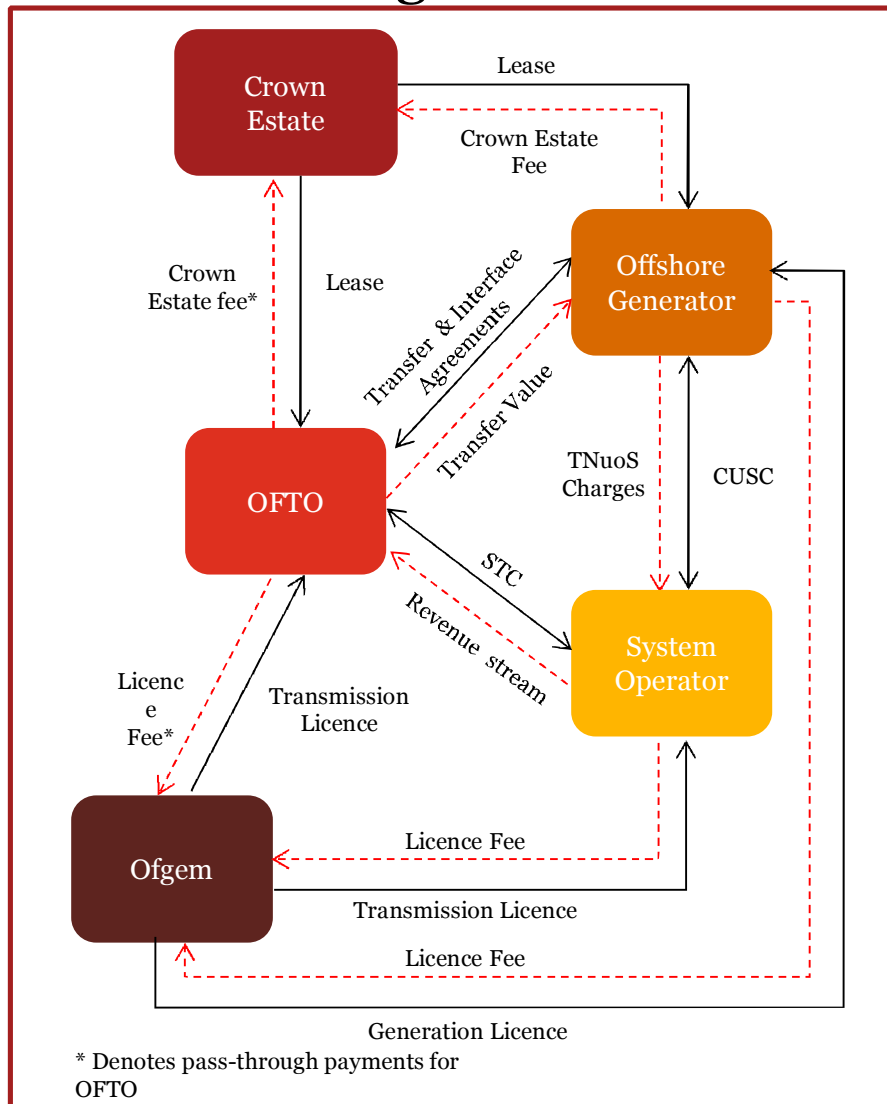 Crown
Estate
Lease
Crown Estate
Fee
Crown
Estate fee*
Lease
Offshore
Generator
Transfer & Interface
Agreements
Transfer Value
TNuoS
Charges
CUSC
OFTO
STC
Revenue stream
System
Operator
Licenc
e
Fee*
Transmission
Licence
Ofgem
Licence Fee
Transmission Licence
Licence Fee
Generation Licence
* Denotes pass-through payments for
OFTO